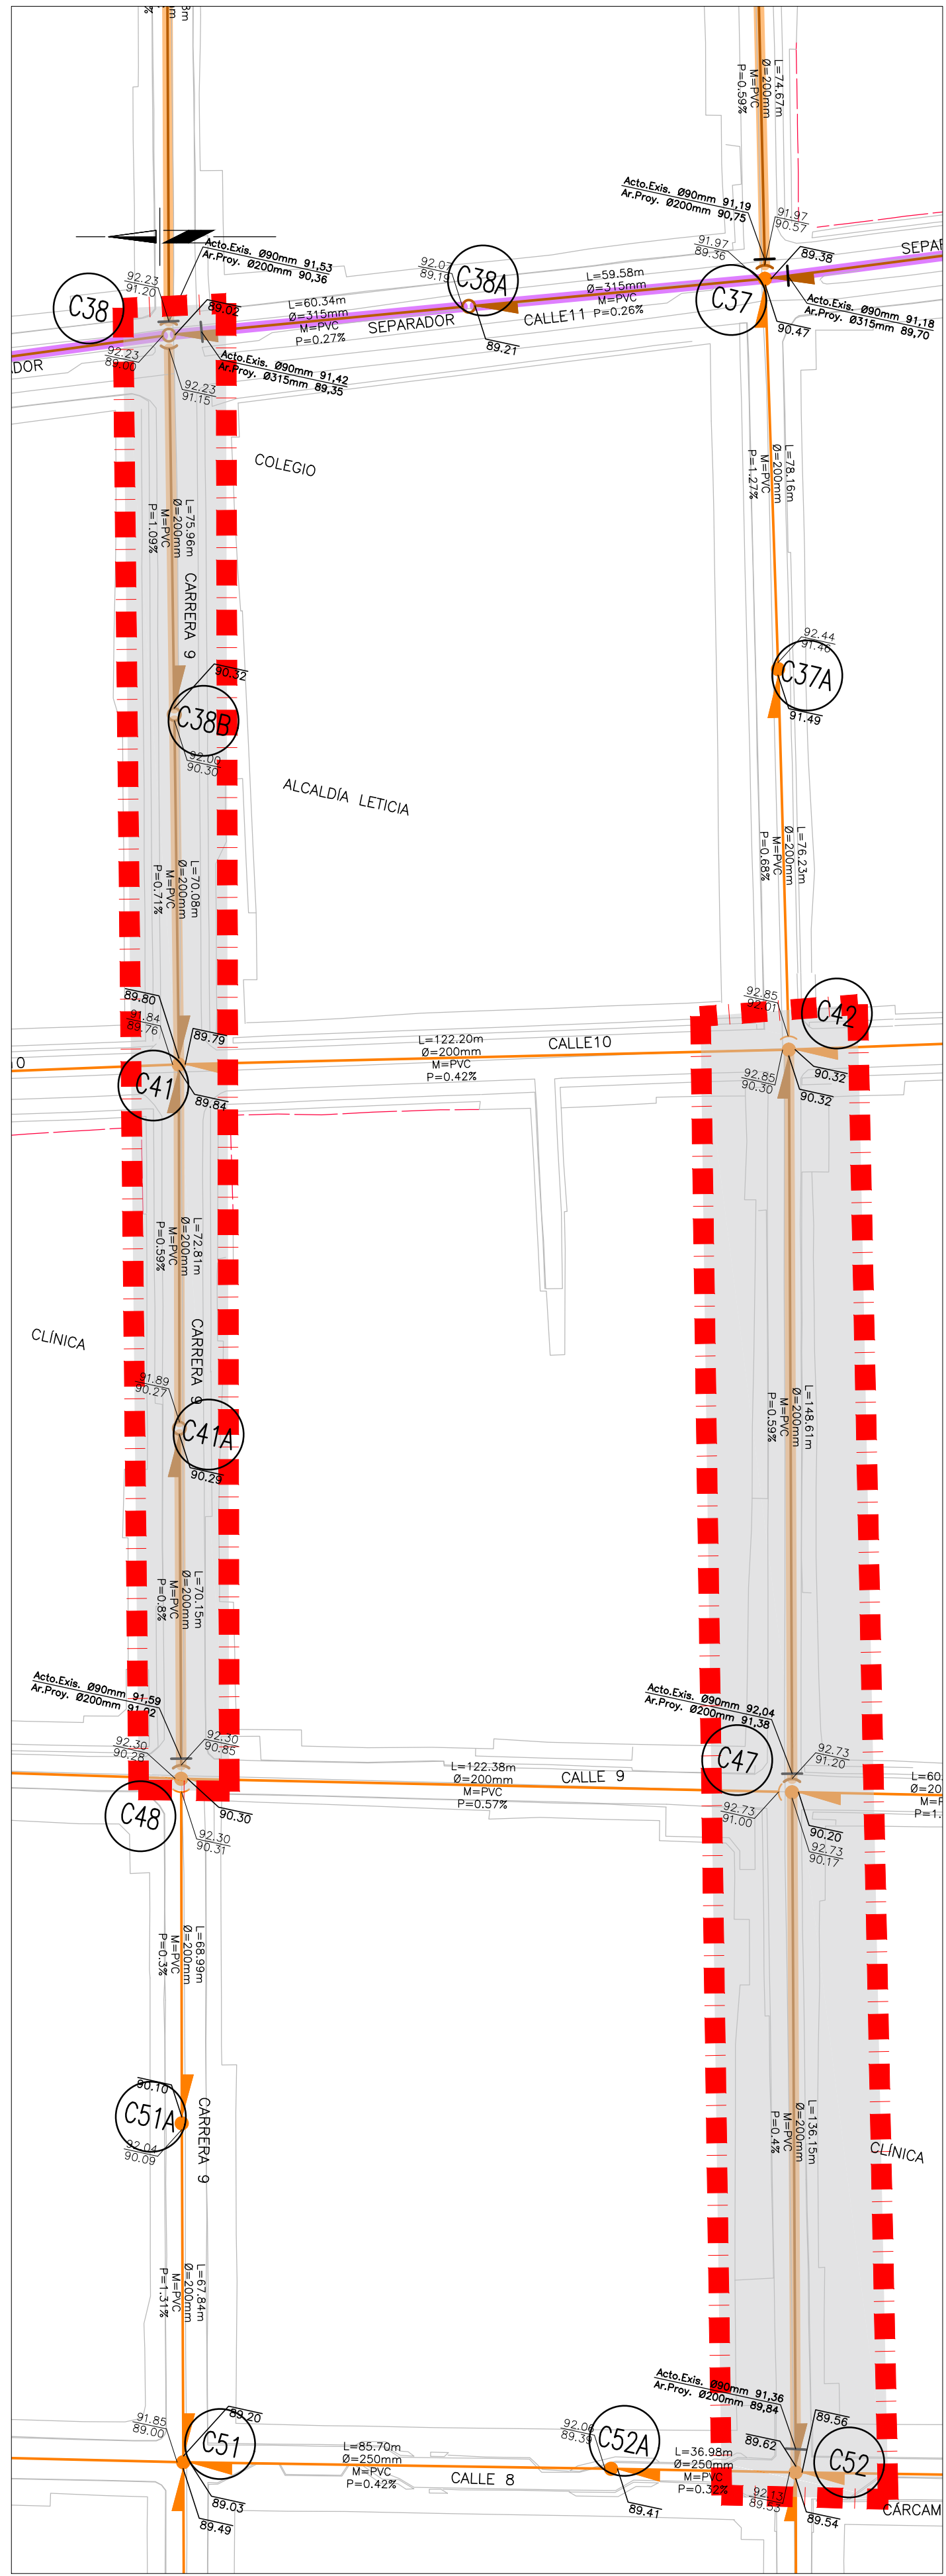 L=74.67m
Ø=200mm
M=PVC
P=0.59%
Acto.Exis. Ø90mm 91,19
Ar.Proy. Ø200mm 90,75
91.97
90.57
91.97
89.36
89.38
SEPAR
C37
Acto.Exis. Ø90mm 91,18
Ar.Proy. Ø315mm 89,70
90.47
Acto.Exis. Ø90mm 91,53
Ar.Proy. Ø200mm 90,36
92.23
91.20
C38
89.02
92.07
89.19
C38A
L=59.58m
Ø=315mm
M=PVC
P=0.26%
L=60.34m
Ø=315mm
M=PVC
P=0.27%
SEPARADOR
CALLE11
89.21
DOR
92.23
89.00
Acto.Exis. Ø90mm 91,42
Ar.Proy. Ø315mm 89,35
92.23
91.15
COLEGIO
L=78.16m
Ø=200mm
M=PVC
P=1.27%
L=75.96m
Ø=200mm
M=PVC
P=1.09%
CARRERA 9
92.44
91.46
C37A
91.49
90.32
C38B
92.00
90.30
ALCALDÍA LETICIA
L=76.23m
Ø=200mm
M=PVC
P=0.68%
L=70.08m
Ø=200mm
M=PVC
P=0.71%
89.80
91.84
89.76
89.79
C41
89.84
L=122.20m
Ø=200mm
M=PVC
P=0.42%
CALLE10
92.85
92.01
C42
92.85
90.30
90.32
90.32
0
L=72.81m
Ø=200mm
M=PVC
P=0.59%
CLÍNICA
CARRERA 9
91.89
90.27
C41A
90.29
L=148.61m
Ø=200mm
M=PVC
P=0.59%
L=70.15m
Ø=200mm
M=PVC
P=0.8%
Acto.Exis. Ø90mm 91,59
Ar.Proy. Ø200mm
92.30
90.28
92.30
90.85
C48
90.30
92.30
90.31
L=122.38m
Ø=200mm
M=PVC
P=0.57%
CALLE 9
Acto.Exis. Ø90mm 92,04
Ar.Proy. Ø200mm 91,38
C47
92.73
91.20
92.73
91.00
90.20
92.73
90.17
L=60.
Ø=20
M=P
P=1.
L=68.99m
Ø=200mm
M=PVC
P=0.3%
90.10
C51A
92.04
90.09
CARRERA 9
L=136.15m
Ø=200mm
M=PVC
P=0.4%
CLÍNICA
L=67.84m
Ø=200mm
M=PVC
P=1.31%
Acto.Exis. Ø90mm 91,36
Ar.Proy. Ø200mm 89,84
91.85
89.00
89.20
C51
89.03
89.49
L=85.70m
Ø=250mm
M=PVC
P=0.42%
CALLE 8
92.06
89.39
C52A
89.41
L=36.98m
Ø=250mm
M=PVC
P=0.32%
89.62
89.56
C52
92.13
89.53
89.54
CÁRCAM